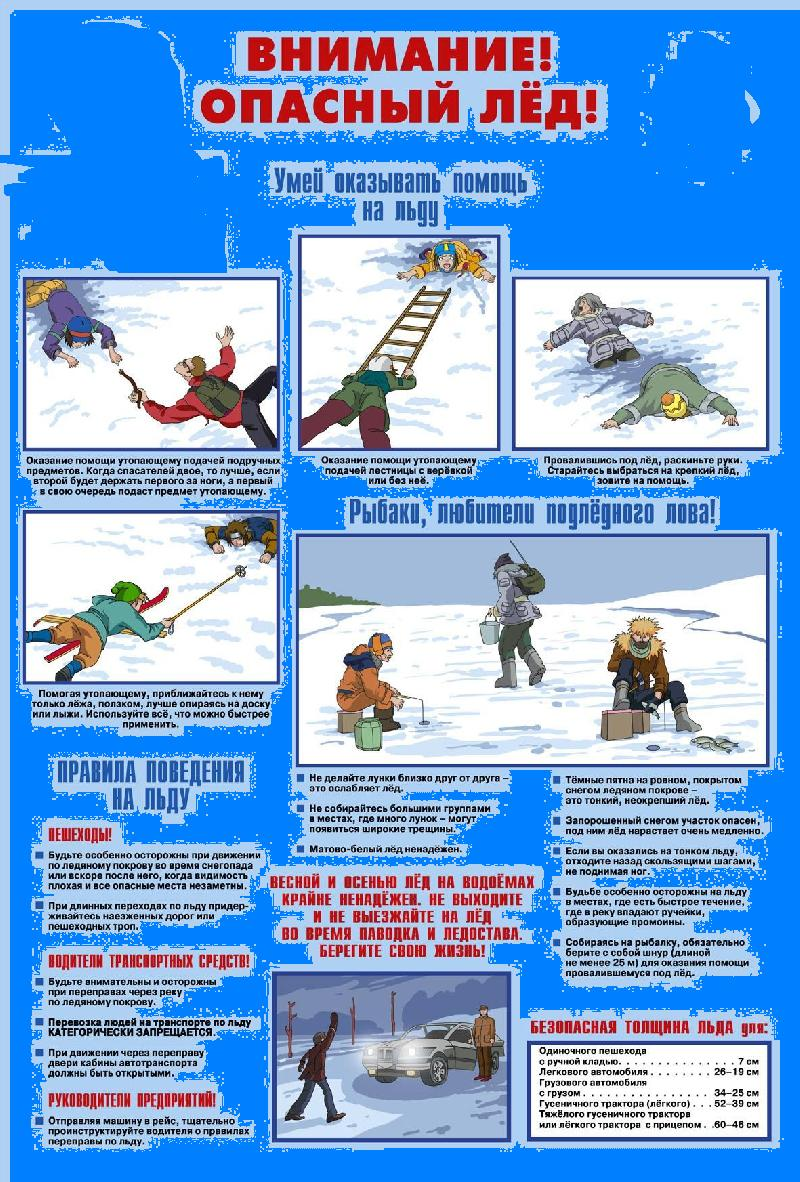 ВНИМАНИЕ!
ОПАСНЫЙ ЛЁД!
Умей оказывать помощь
на льду
Оказание помощи утопающему подачей подручных
предметов. Когда спасателей двое, то лучше, если
второй будет держать первого за ноги, а первый
в свою очередь подаст предмет утопающему.
Оказание помощи утопающему
подачей лестницы с верёвкой
или без неё.
Провалившись под лёд, раскиньте руки.
Старайтесь выбраться на крепкий лёд,
зовите на помощь.
Помогая утопающему, приближайтесь к нему
только лёжа, ползком, лучше опираясь на доску
или лыжи. Используйте всё, что можно быстрее
применить.
Рыбаки, любители подлёдного лова!
Не делайте лунки близко друг от друга –
это ослабляет лёд.
Не собирайтесь большими группами
в местах, где много лунок – могут
появиться широкие трещины.
Матово-белый лёд ненадёжен.
Тёмные пятна на ровном, покрытом
снегом ледяном покрове –
это тонкий, неокрепший лёд.
Запорошенный снегом участок опасен,
под ним лёд нарастает очень медленно.
Если вы оказались на тонком льду,
отходите назад скользящими шагами,
не поднимая ног.
Будьте особенно осторожны на льду
в местах, где есть быстрое течение,
где в реку впадают ручейки,
образующие промоины.
Собираясь на рыбалку, обязательно
берите с собой шнур (длиной
не менее 25 м) для оказания помощи
провалившемуся под лёд.
ПРАВИЛА ПОВЕДЕНИЯ
НА ЛЬДУ
ПЕШЕХОДЫ!
Будьте особенно осторожны при движении
по ледяному покрову во время снегопада
или вскоре после него, когда видимость
плохая и все опасные места незаметны.
При длинных переходах по льду придер-
живайтесь наезженных дорог или
пешеходных троп.
ВОДИТЕЛИ ТРАНСПОРТНЫХ СРЕДСТВ!
Будьте внимательны и осторожны
при переправах через реку
по ледяному покрову.
Перевозка людей на транспорте по льду
КАТЕГОРИЧЕСКИ ЗАПРЕЩАЕТСЯ.
При движении через переправу
двери кабины автотранспорта
должны быть открытыми.
РУКОВОДИТЕЛИ ПРЕДПРИЯТИЙ!
Отправляя машину в рейс, тщательно
проинструктируйте водителя о правилах
переправы по льду.
ВЕСНОЙ И ОСЕНЬЮ ЛЁД НА ВОДОЁМАХ
КРАЙНЕ НЕНАДЁЖЕН. НЕ ВЫХОДИТЕ
И НЕ ВЫЕЗЖАЙТЕ НА ЛЁД
ВО ВРЕМЯ ПАВОДКА И ЛЕДОСТАВА.
БЕРЕГИТЕ СВОЮ ЖИЗНЬ!
БЕЗОПАСНАЯ ТОЛЩИНА ЛЬДА для:
Одиночного пешехода
с ручной кладью. . . . . . . . . . . . . . . . 7 см
Легкового автомобиля . . . . . . . . . 26–19 см
Грузового автомобиля
с грузом . . . . . . . . . . . . . . . . . 34–25 см
Гусеничного трактора (лёгкого) . . . 52–39 см
Тяжёлого гусеничного трактора
или лёгкого трактора с прицепом . .60–46 см